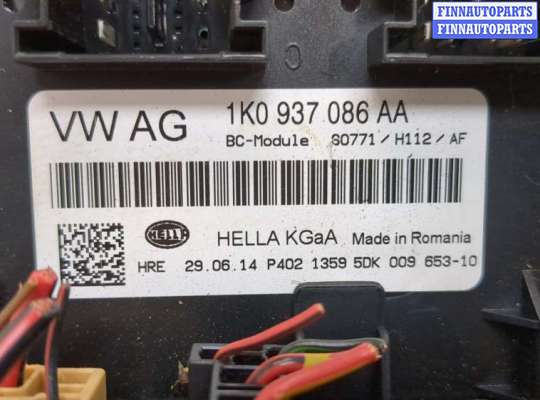 FINNAUTOPARTS
FINNAUTOPARTS
VW AG
1K0 937 086 AA
BC-Module S0771/H112/AF
HELLA
HELLA KGaA Made in Romania
HRE 29.06.14 P402 1359 5DK 009 653-10